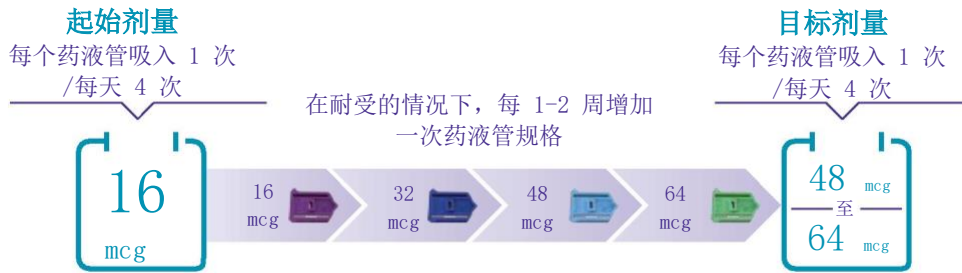 起始剂量
每个药液管吸入 1 次
/每天 4 次
目标剂量
每个药液管吸入 1 次
/每天 4 次
在耐受的情况下，每 1-2 周增加
一次药液管规格
16
mcg
16
mcg
32
mcg
48
mcg
64
mcg
48 mcg
至
64 mcg